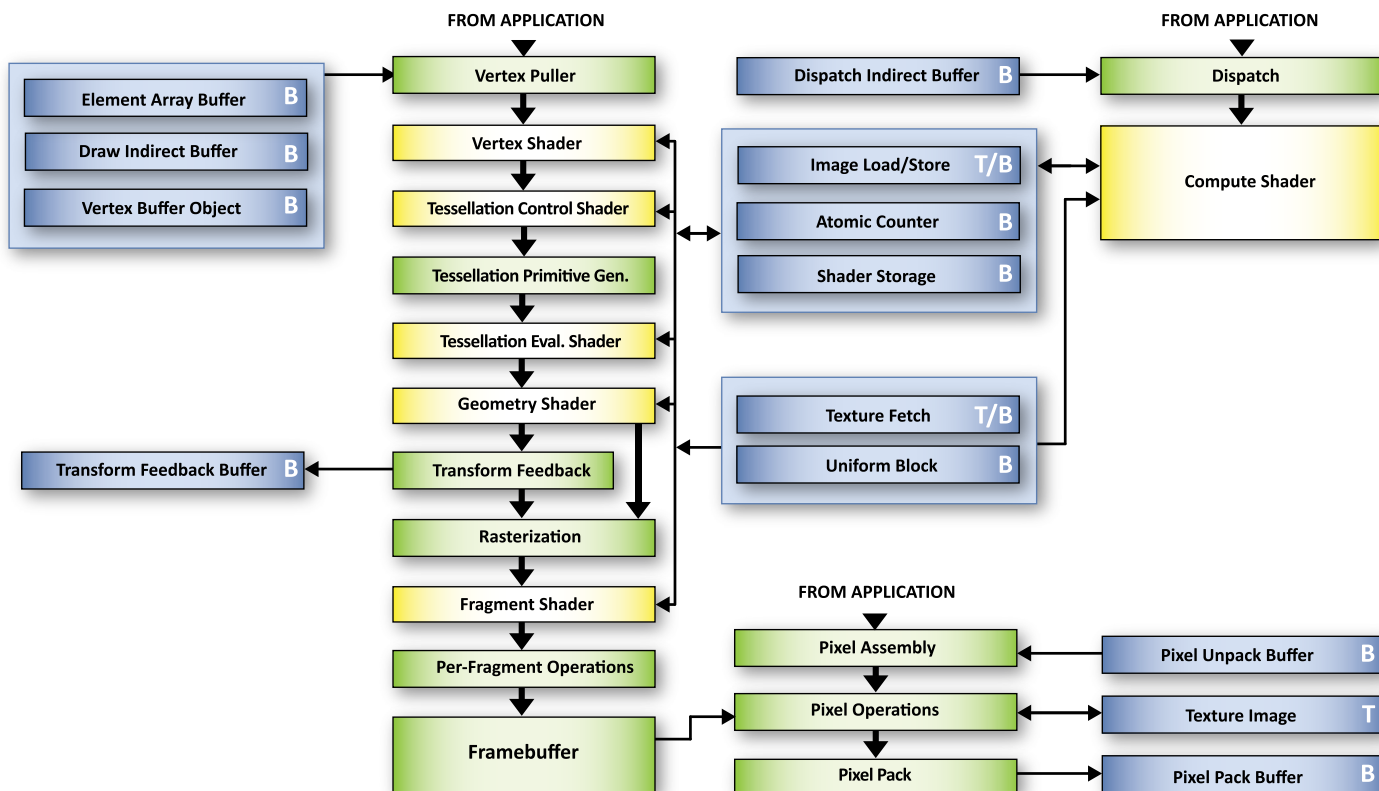 FROM APPLICATION
Vertex Puller
Element Array Buffer B
Draw Indirect Buffer B
Vertex Buffer Object B
Vertex Shader
Tessellation Control Shader
Tessellation Primitive Gen.
Tessellation Eval. Shader
Geometry Shader
Transform Feedback
Transform Feedback Buffer B
Rasterization
Fragment Shader
Per-Fragment Operations
Framebuffer
FROM APPLICATION
Dispatch Indirect Buffer B
Dispatch
Image Load/Store T/B
Atomic Counter B
Shader Storage B
Compute Shader
Texture Fetch T/B
Uniform Block B
FROM APPLICATION
Pixel Assembly
Pixel Unpack Buffer B
Pixel Operations
Texture Image T
Pixel Pack
Pixel Pack Buffer B